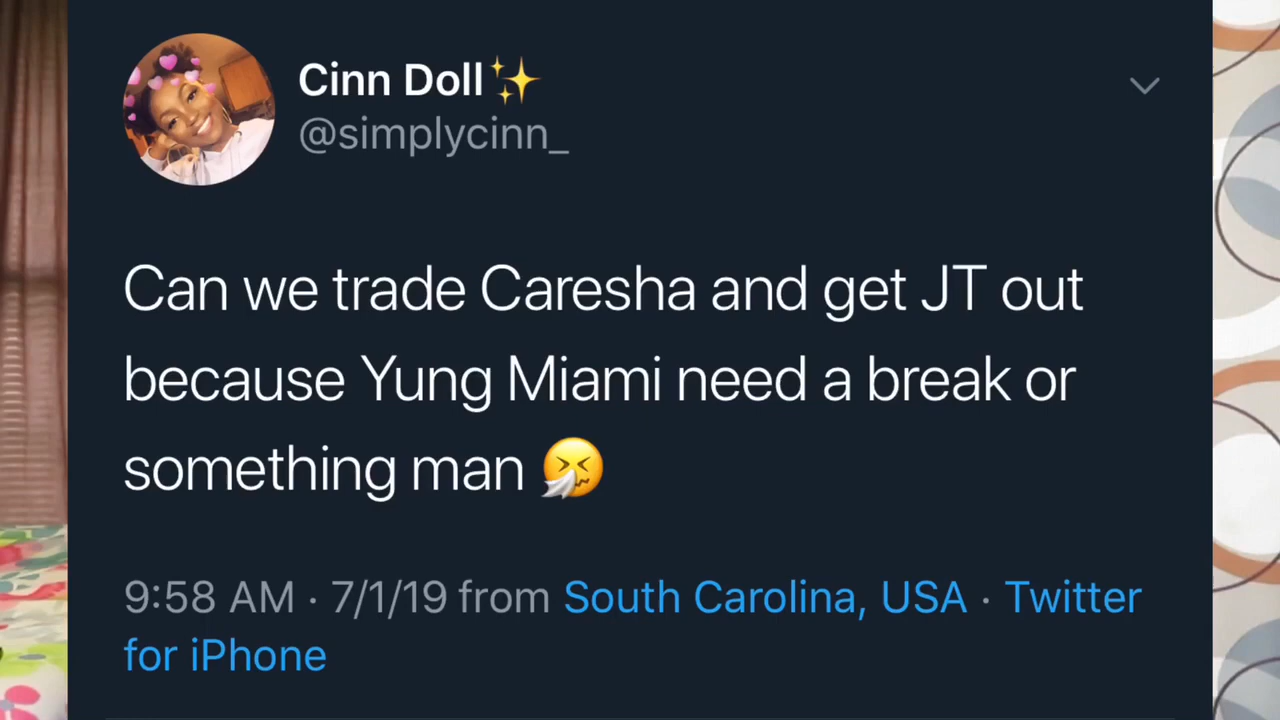 Cinn Doll✨
@simplycinn_
Can we trade Caresha and get JT out
because Yung Miami need a break or
something man 🤧
9:58 AM · 7/1/19 from South Carolina, USA · Twitter
for iPhone